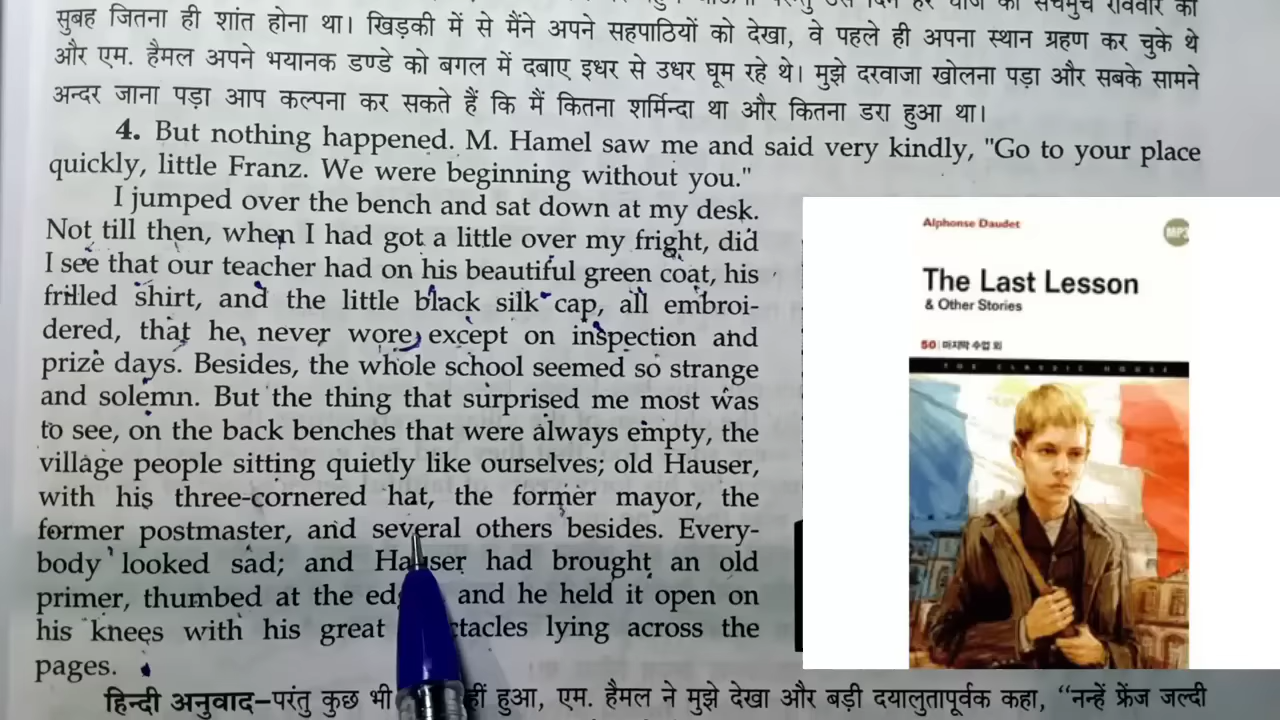 सुबह जितना ही शांत होना था। खिड़की में से मैंने अपने सहपाठियों को देखा, वे पहले ही अपना स्थान ग्रहण कर चुके थे
और एम. हैमल अपने भयानक डण्डे को बगल में दबाए इधर से उधर घूम रहे थे। मुझे दरवाजा खोलना पड़ा और सबके सामने
अन्दर जाना पड़ा आप कल्पना कर सकते हैं कि मैं कितना शर्मिन्दा था और कितना डरा हुआ था।
4. But nothing happened. M. Hamel saw me and said very kindly, "Go to your place
quickly, little Franz. We were beginning without you."
I jumped over the bench and sat down at my desk.
Not till then, when I had got a little over my fright, did
I see that our teacher had on his beautiful green coat, his
frilled shirt, and the little black silk cap, all embroi-
dered, that he never wore except on inspection and
prize days. Besides, the whole school seemed so strange
and solemn. But the thing that surprised me most was
to see, on the back benches that were always empty, the
village people sitting quietly like ourselves; old Hauser,
with his three-cornered hat, the former mayor, the
former postmaster, and several others besides. Every-
body looked sad; and Hauser had brought an old
primer, thumbed at the and he held it open on
his knees with his great lying across the
pages.
हिन्दी अनुवाद–परंतु कुछ भी हुआ, एम. हैमल ने मुझे देखा और बड़ी दयालुतापूर्वक कहा, "नन्हें फ्रेंज जल्दी
Alphonse Daudet
MP3
The Last Lesson
& Other Stories
50 마지막 수업 외
THE CLASSIC HOUSE